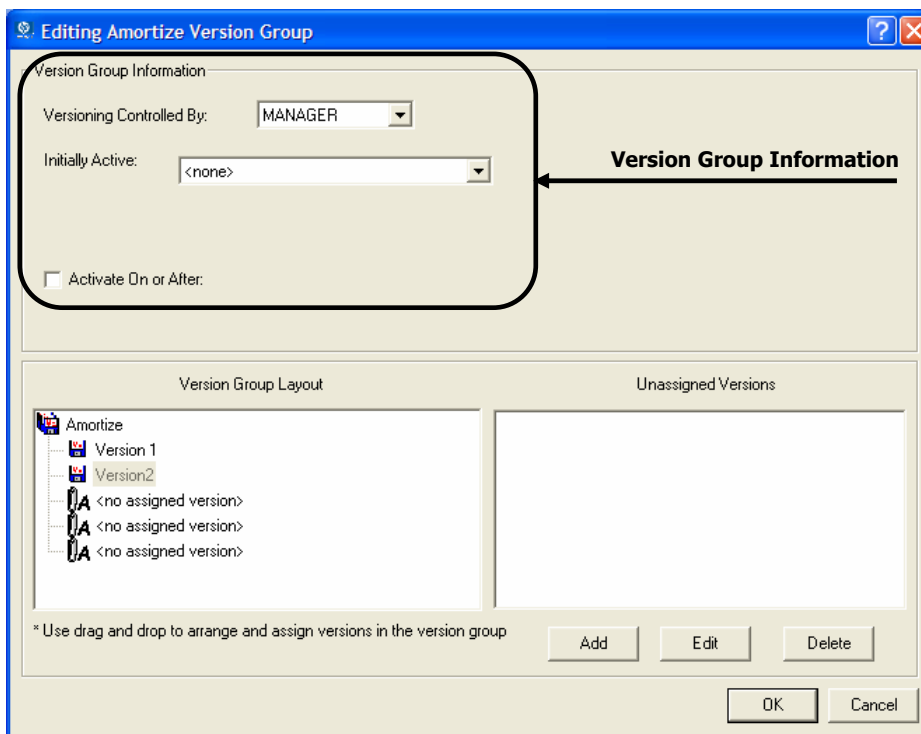 Editing Amortize Version Group
Version Group Information
Versioning Controlled By: MANAGER
Initially Active: <none>
Version Group Information
Activate On or After:
Version Group Layout
Unassigned Versions
Amortize
Version 1
Version2
<no assigned version>
<no assigned version>
<no assigned version>
* Use drag and drop to arrange and assign versions in the version group
Add
Edit
Delete
OK
Cancel